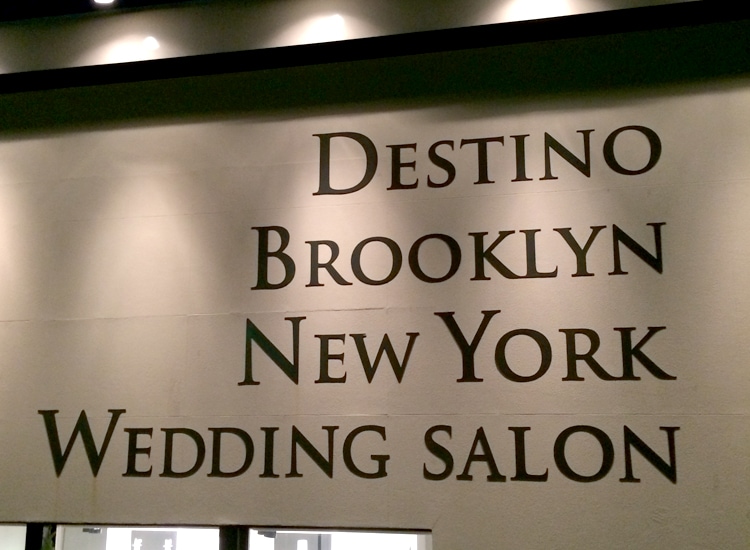 Destino
Brooklyn
New York
Wedding salon